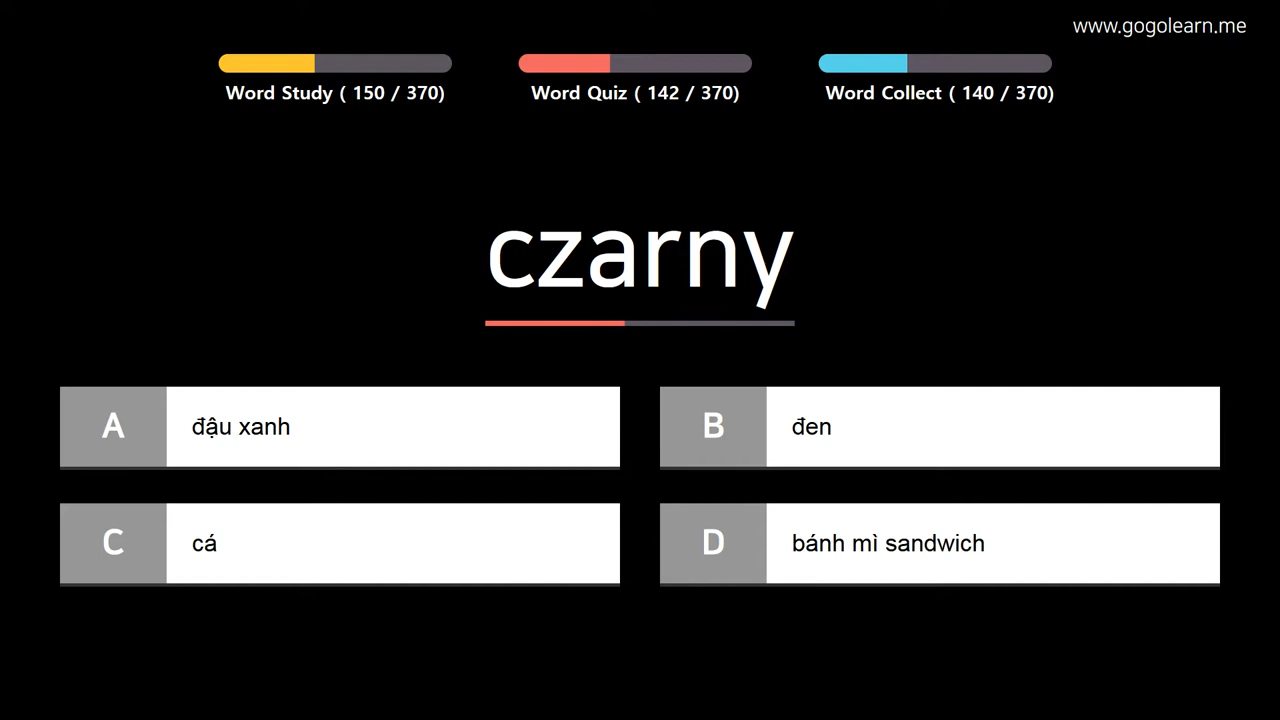 www.gogolearn.me
Word Study ( 150 / 370)
Word Quiz ( 142 / 370)
Word Collect ( 140 / 370)
czarny
A
đậu xanh
B
đen
C
cá
D
bánh mì sandwich